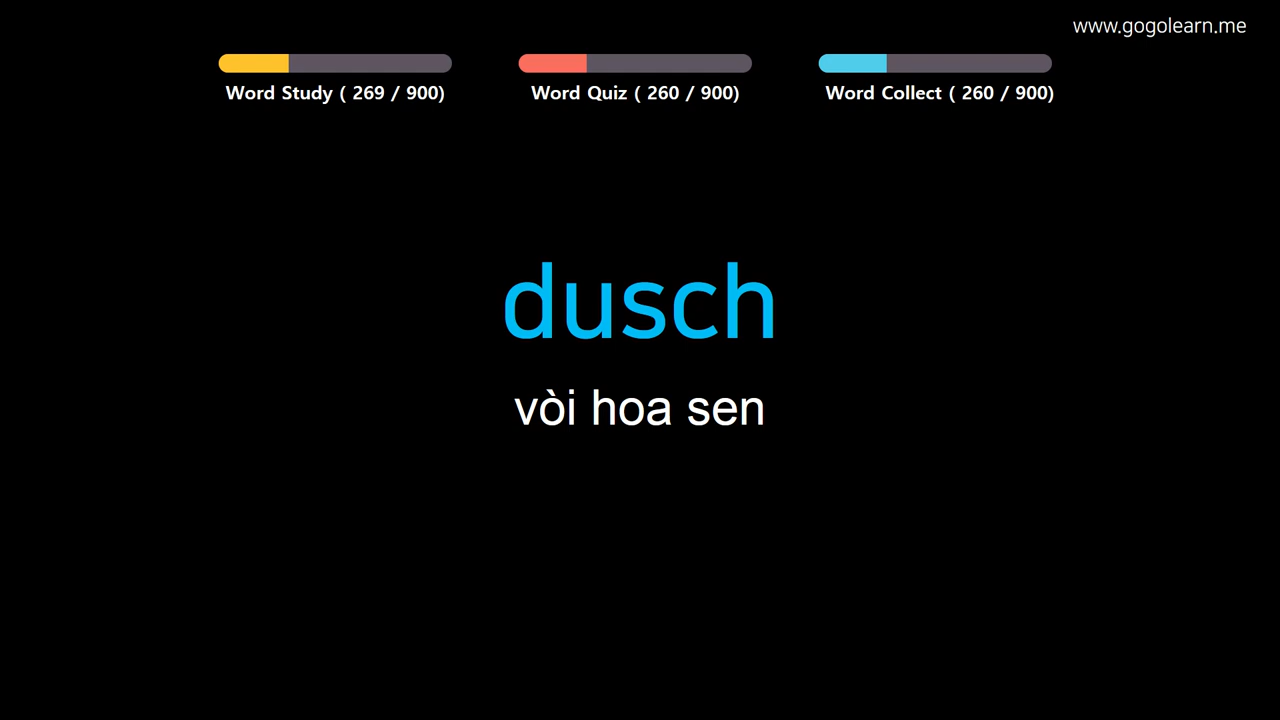 www.gogolearn.me
Word Study ( 269 / 900)
Word Quiz ( 260 / 900)
Word Collect ( 260 / 900)
dusch
vòi hoa sen